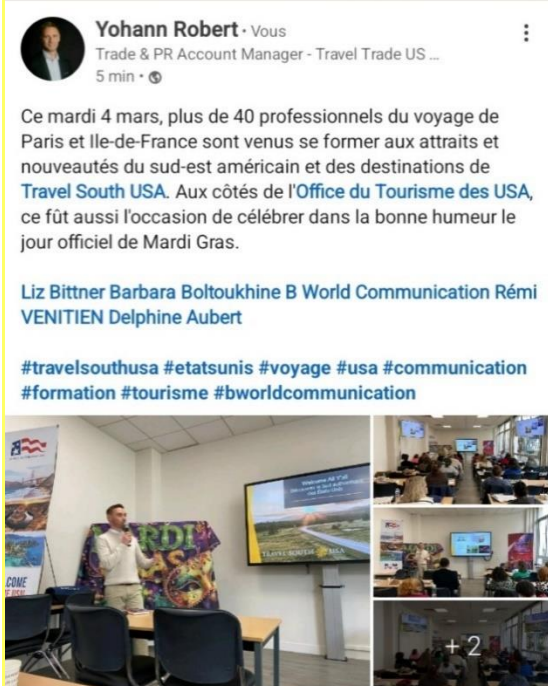 Yohann Robert • Vous
Trade & PR Account Manager - Travel Trade US ...
5 min •
Ce mardi 4 mars, plus de 40 professionnels du voyage de
Paris et Ile-de-France sont venus se former aux attraits et
nouveautés du sud-est américain et des destinations de
Travel South USA. Aux côtés de l'Office du Tourisme des USA,
ce fût aussi l'occasion de célébrer dans la bonne humeur le
jour officiel de Mardi Gras.
Liz Bittner Barbara Boltoukhine B World Communication Rémi
VENITIEN Delphine Aubert
#travelsouthusa #etatsunis #voyage #usa #communication
#formation #tourisme #bworldcommunication
Welcome All Y'all
TRAVEL SOUTH USA
+ 2